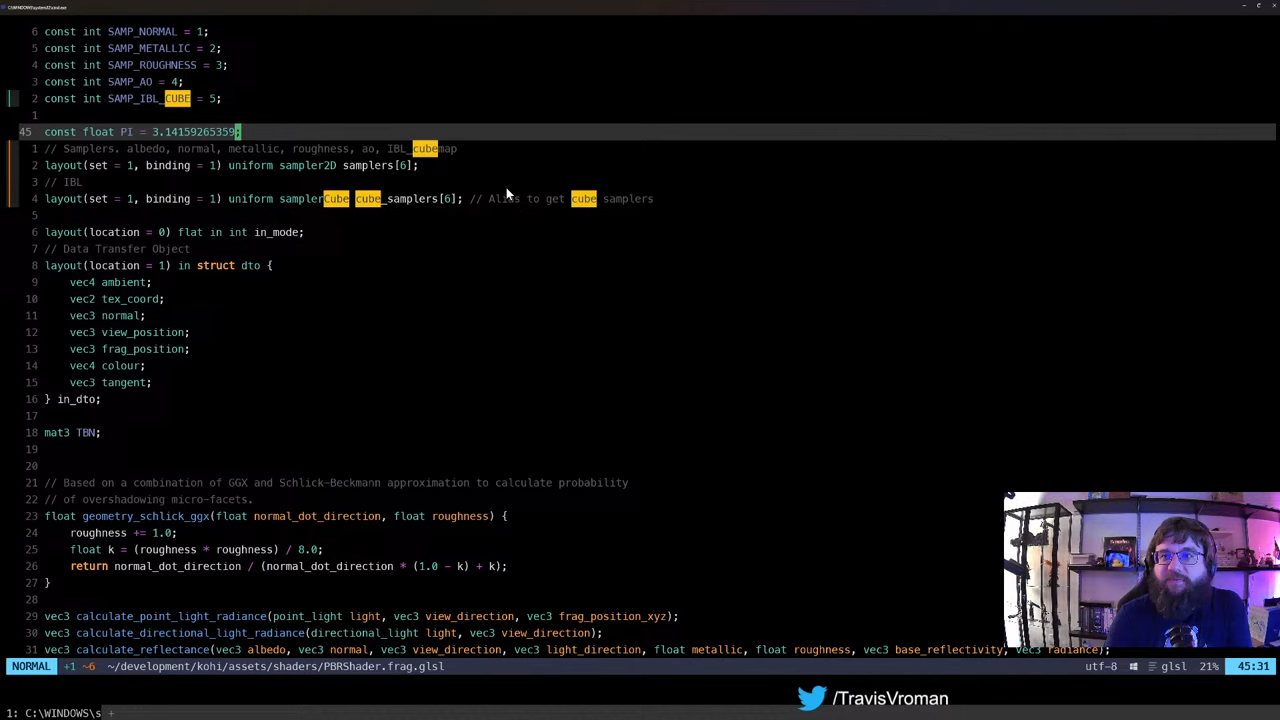 C:\WINDOWS\system32\cmd.exe
6 const int SAMP_NORMAL = 1;
5 const int SAMP_METALLIC = 2;
4 const int SAMP_ROUGHNESS = 3;
3 const int SAMP_AO = 4;
2 const int SAMP_IBL_CUBE = 5;
1
45 const float PI = 3.14159265359;
1 // Samplers. albedo, normal, metallic, roughness, ao, IBL_cubemap
2 layout(set = 1, binding = 1) uniform sampler2D samplers[6];
3 // IBL
4 layout(set = 1, binding = 1) uniform samplerCube cube_samplers[6]; // Alias to get cube samplers
5
6 layout(location = 0) flat in int in_mode;
7 // Data Transfer Object
8 layout(location = 1) in struct dto {
9 vec4 ambient;
10 vec2 tex_coord;
11 vec3 normal;
12 vec3 view_position;
13 vec3 frag_position;
14 vec4 colour;
15 vec3 tangent;
16 } in_dto;
17
18 mat3 TBN;
19
20
21 // Based on a combination of GGX and Schlick-Beckmann approximation to calculate probability
22 // of overshadowing micro-facets.
23 float geometry_schlick_ggx(float normal_dot_direction, float roughness) {
24 roughness += 1.0;
25 float k = (roughness * roughness) / 8.0;
26 return normal_dot_direction / (normal_dot_direction * (1.0 - k) + k);
27 }
28
29 vec3 calculate_point_light_radiance(point_light light, vec3 view_direction, vec3 frag_position_xyz);
30 vec3 calculate_directional_light_radiance(directional_light light, vec3 view_direction);
31 vec3 calculate_reflectance(vec3 albedo, vec3 normal, vec3 view_direction, vec3 light_direction, float metallic, float roughness, vec3 base_reflectivity, vec3 radiance);
NORMAL +1 ~6 ~/development/kohi/assets/shaders/PBRShader.frag.glsl utf-8 glsl 21% 45:31
/TravisVroman
1: C:\WINDOWS\s +